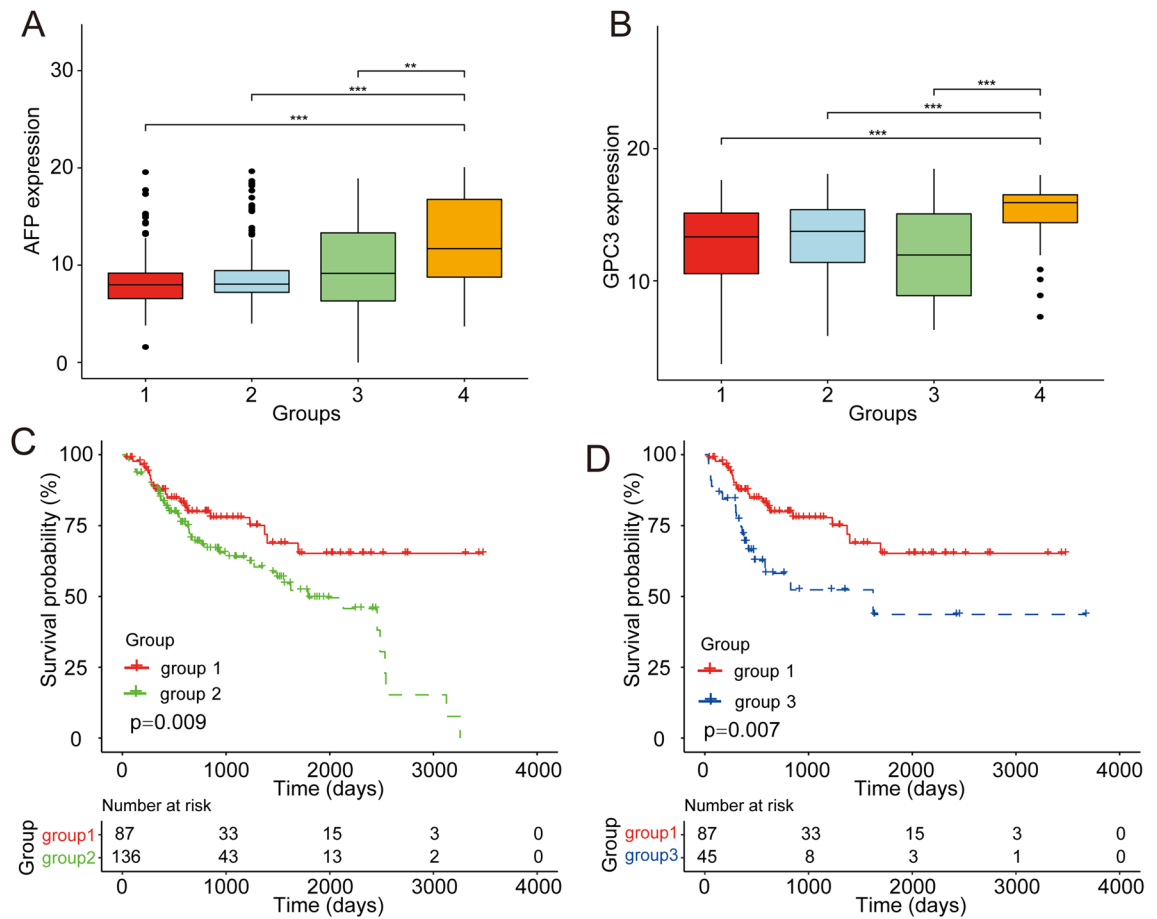 A
AFP expression
30
20
10
0
**
***
***
1 2 3 4
Groups
B
GPC3 expression
20
10
***
***
***
1 2 3 4
Groups
C
Survival probability (%)
100
75
50
25
0
Group
group 1
group 2
p=0.009
0 1000 2000 3000 4000
Time (days)
Number at risk
Group
group1 87 33 15 3 0
group2 136 43 13 2 0
0 1000 2000 3000 4000
Time (days)
D
Survival probability (%)
100
75
50
25
0
Group
group 1
group 3
p=0.007
0 1000 2000 3000 4000
Time (days)
Number at risk
Group
group1 87 33 15 3 0
group3 45 8 3 1 0
0 1000 2000 3000 4000
Time (days)